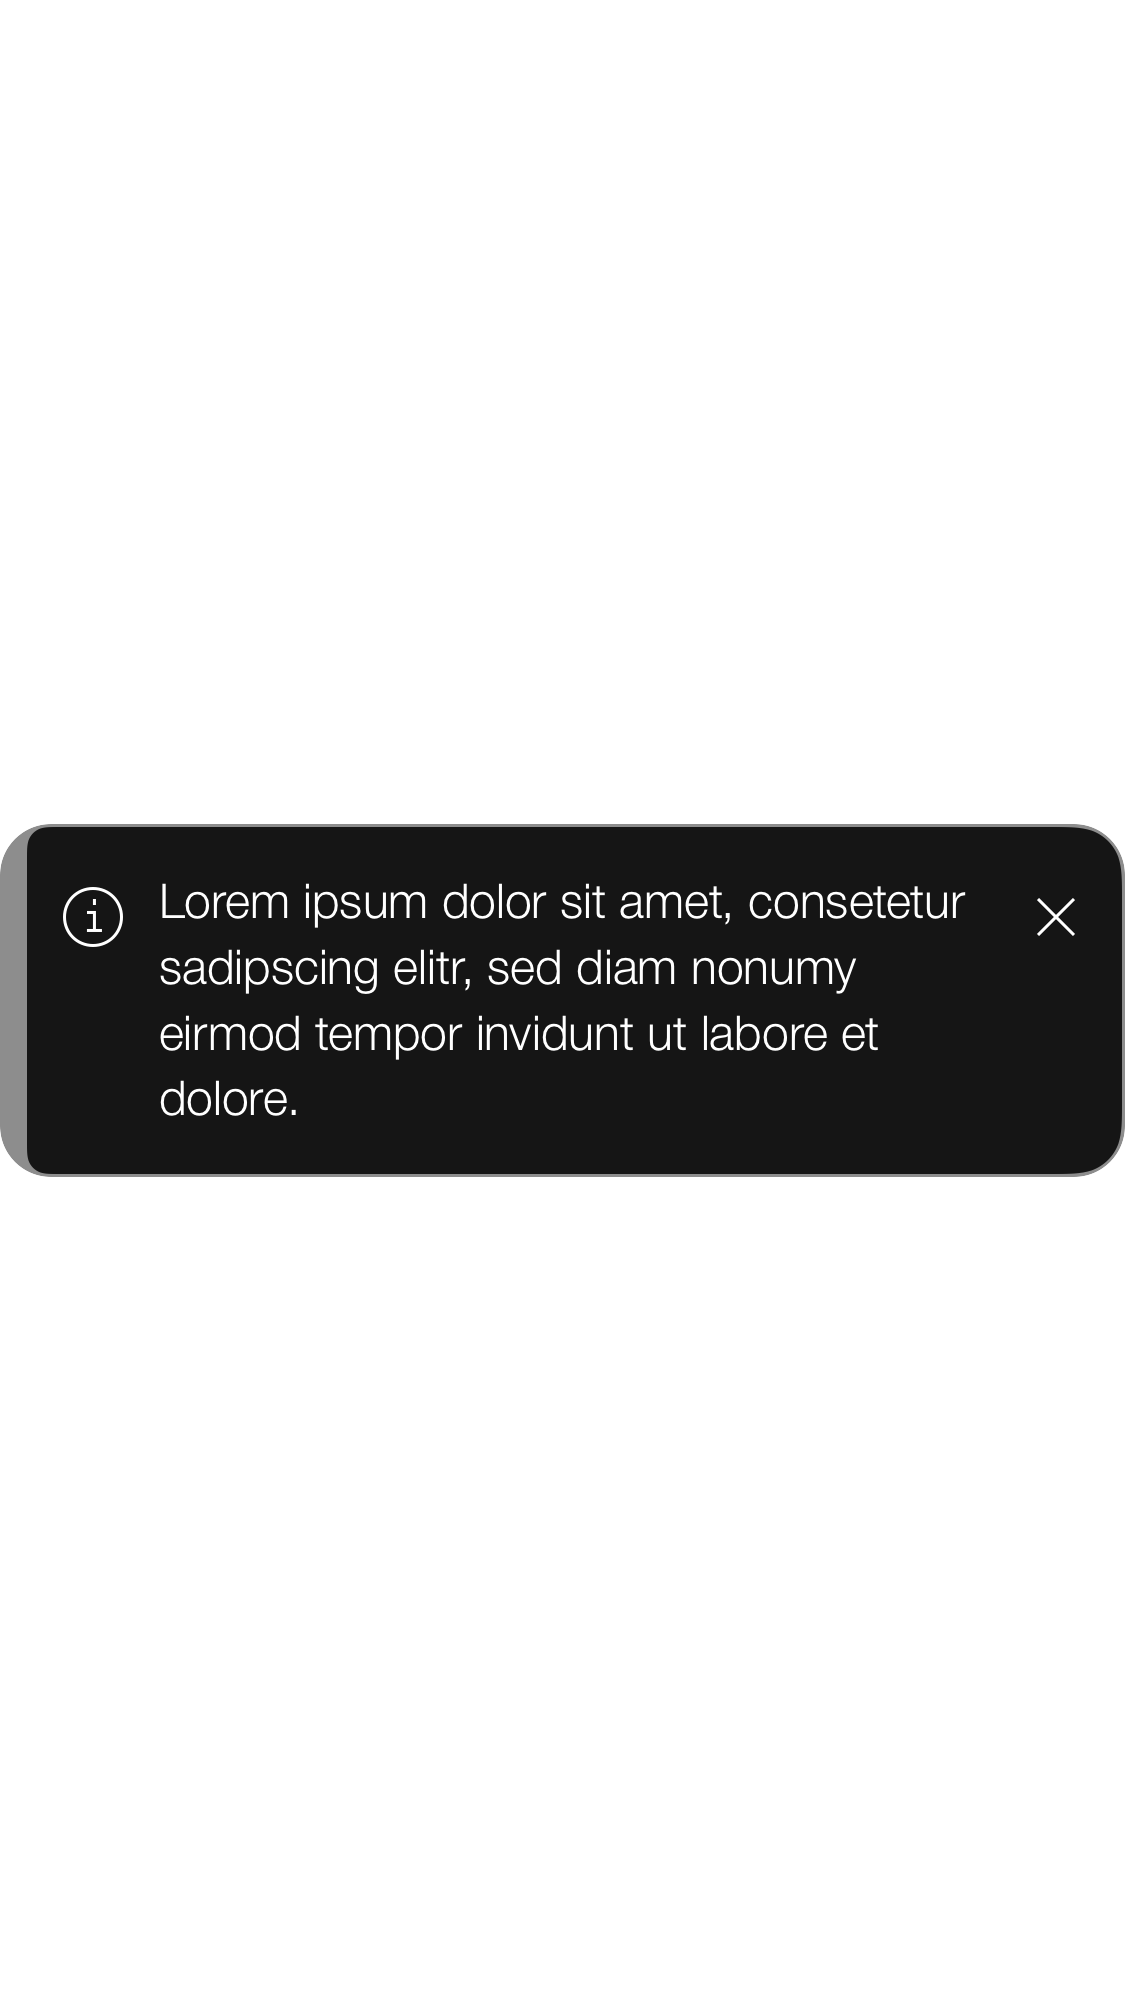 Lorem ipsum dolor sit amet, consetetur
sadipscing elitr, sed diam nonumy
eirmod tempor invidunt ut labore et
dolore.